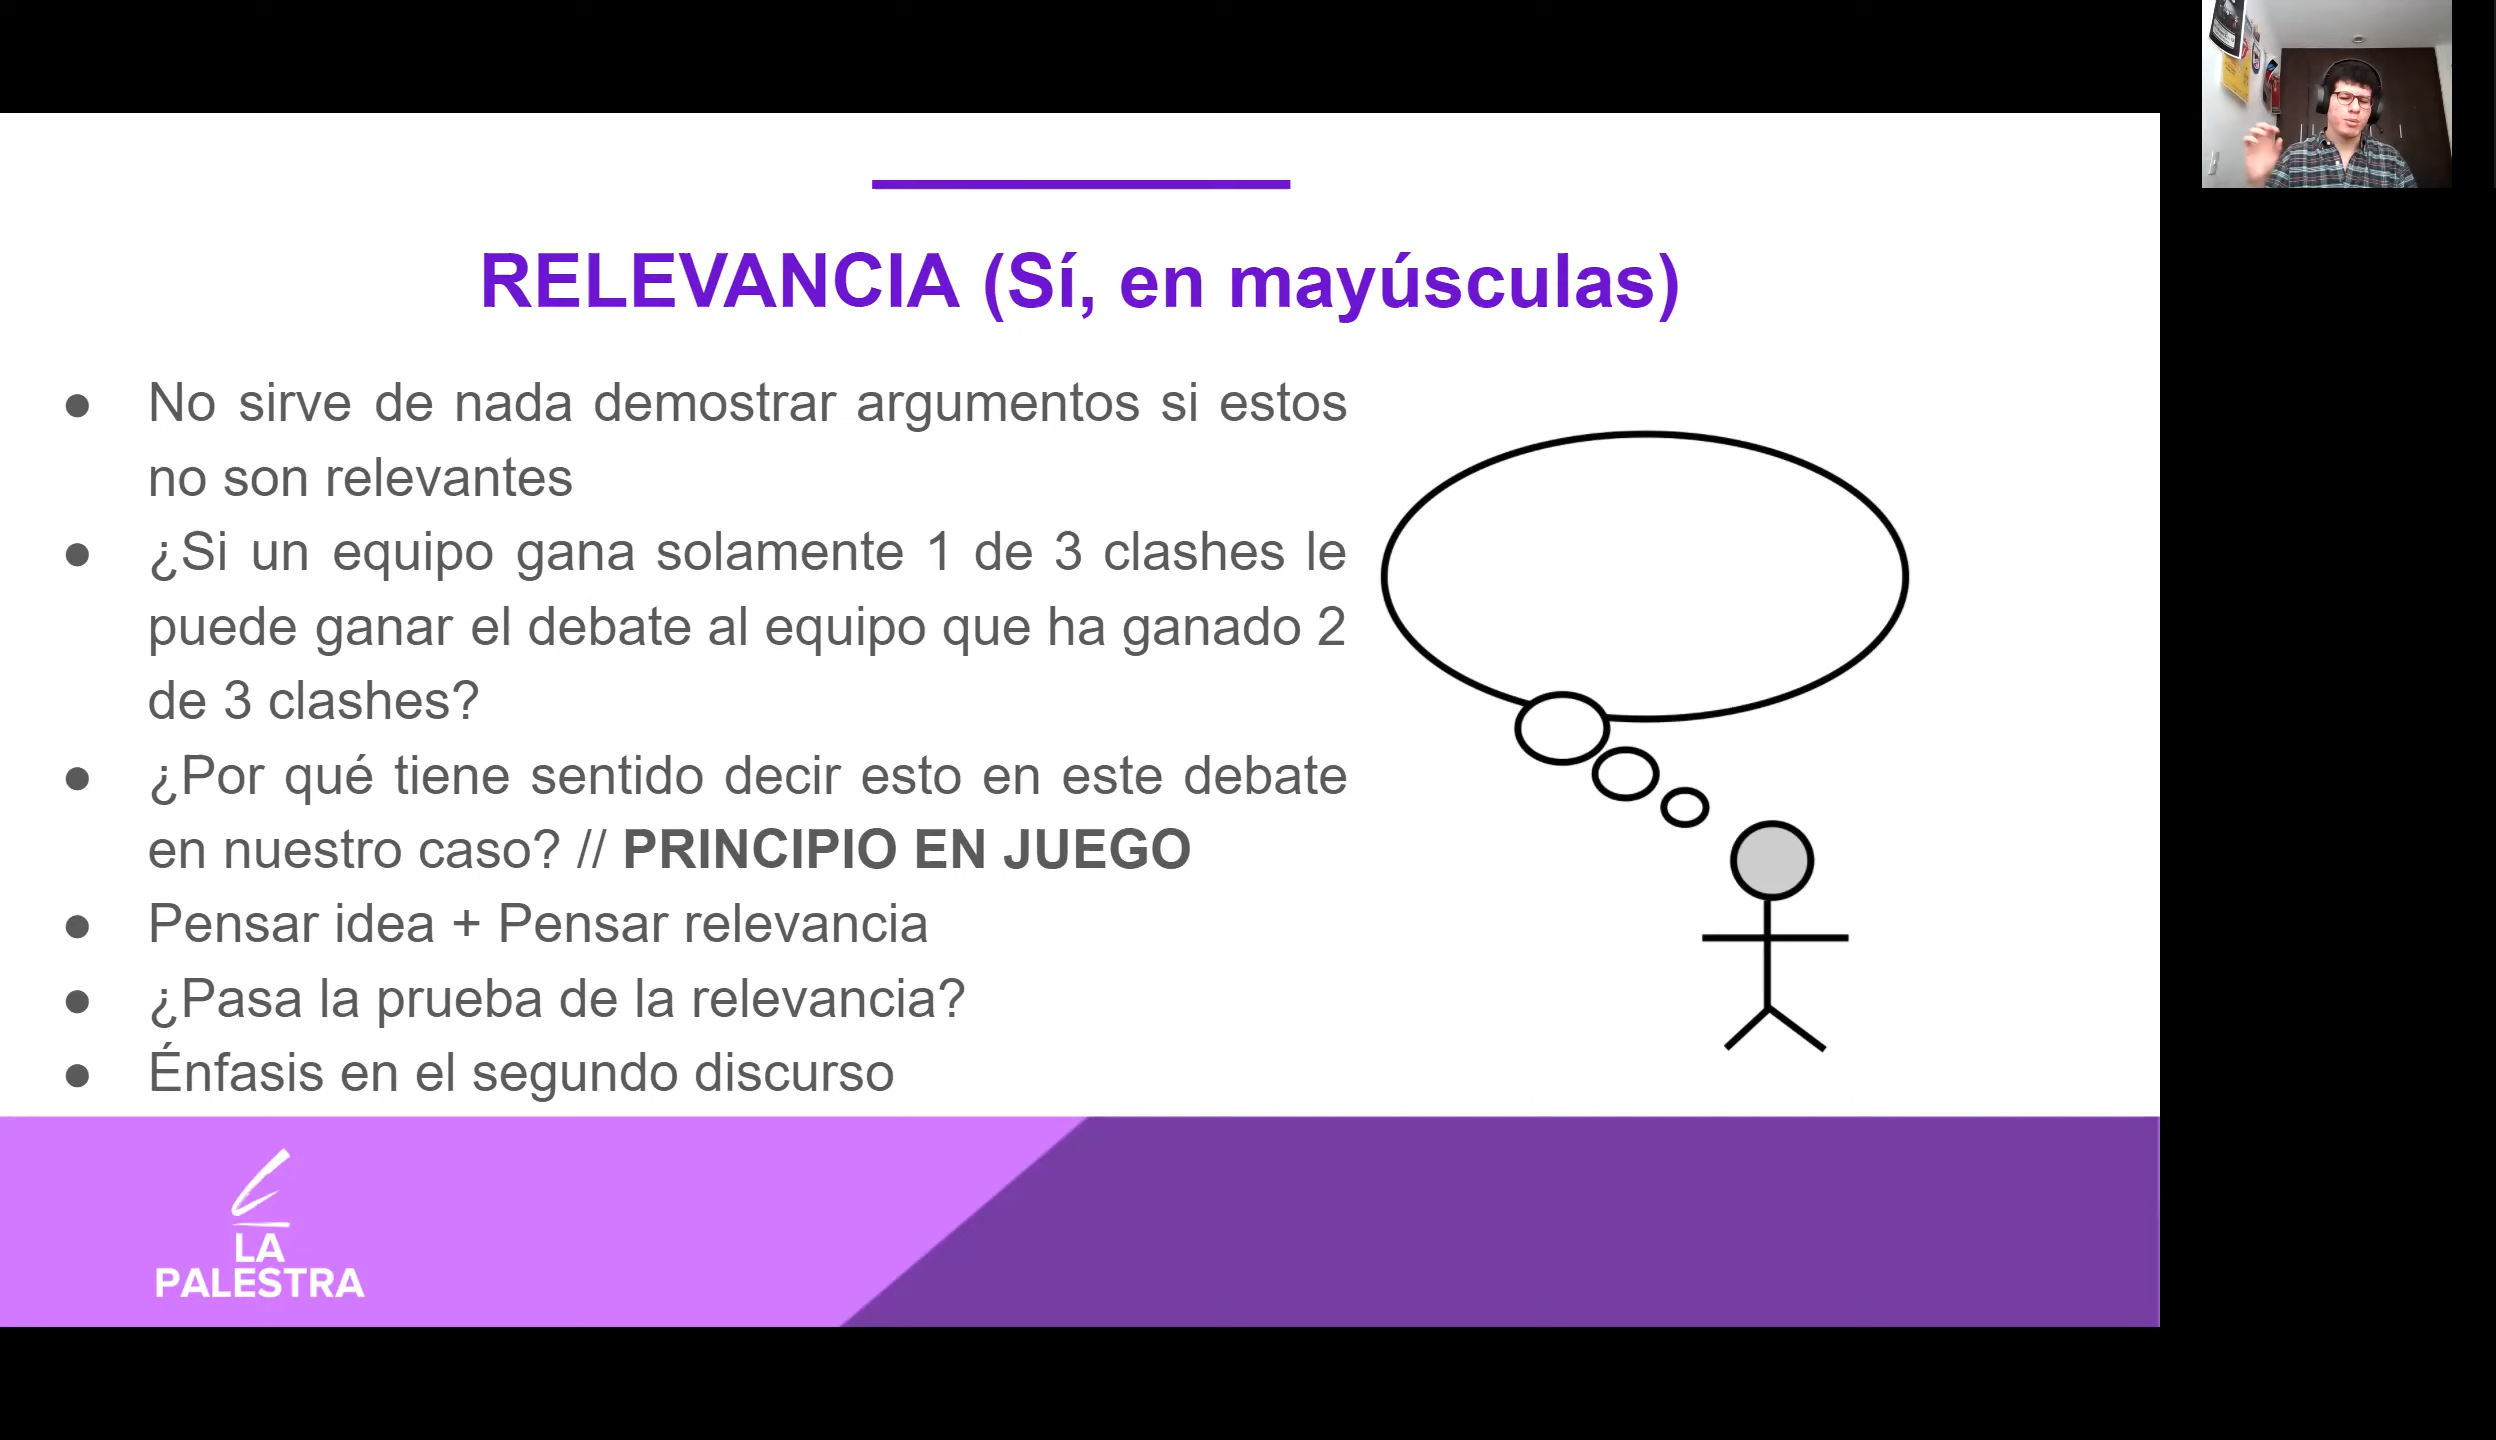 RELEVANCIA (Sí, en mayúsculas)
● No sirve de nada demostrar argumentos si estos
no son relevantes
● ¿Si un equipo gana solamente 1 de 3 clashes le
puede ganar el debate al equipo que ha ganado 2
de 3 clashes?
● ¿Por qué tiene sentido decir esto en este debate
en nuestro caso? // PRINCIPIO EN JUEGO
● Pensar idea + Pensar relevancia
● ¿Pasa la prueba de la relevancia?
● Énfasis en el segundo discurso
LA
PALESTRA